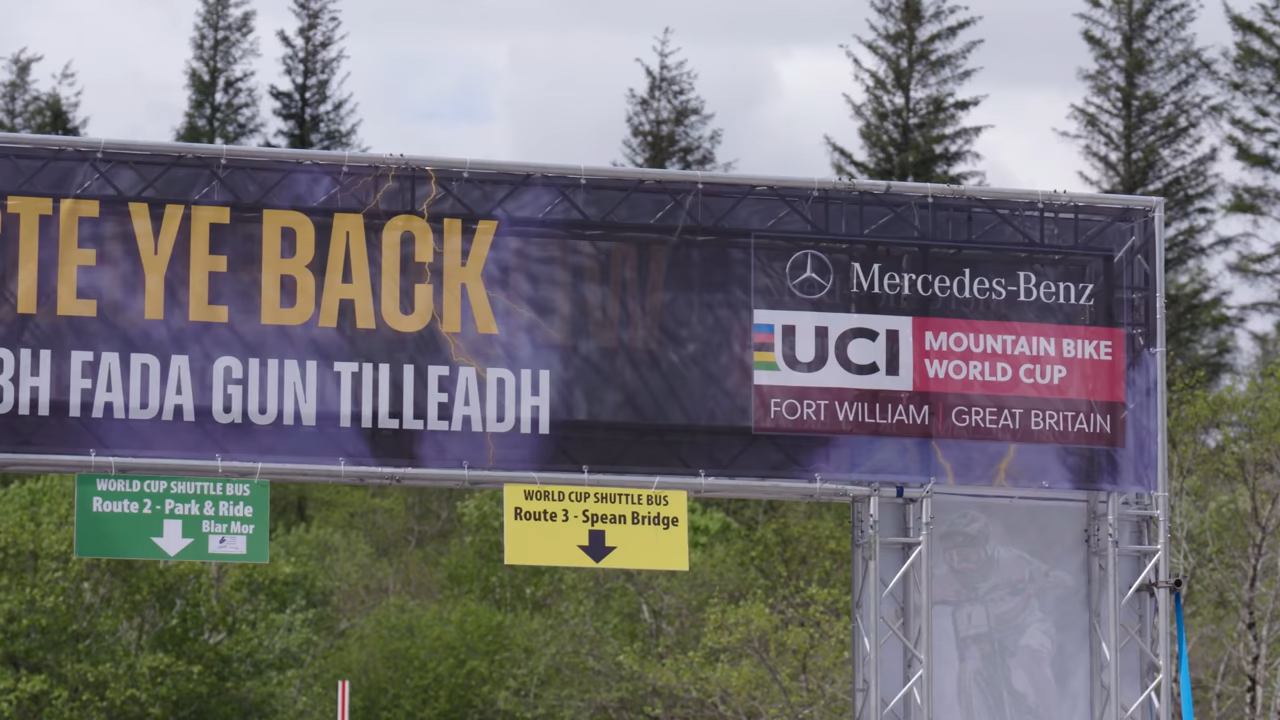 TE YE BACK
BH FADA GUN TILLEADH
Mercedes-Benz
UCI
MOUNTAIN BIKE
WORLD CUP
FORT WILLIAM | GREAT BRITAIN
WORLD CUP SHUTTLE BUS
Route 2 - Park & Ride
Blar Mor
WORLD CUP SHUTTLE BUS
Route 3 - Spean Bridge